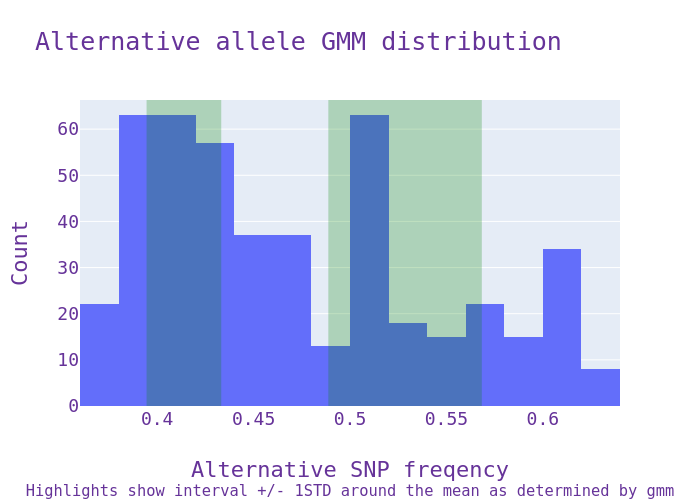 Alternative allele GMM distribution
60
50
40
30
20
10
0
Count
0.4 0.45 0.5 0.55 0.6
Alternative SNP freqency
Highlights show interval +/- 1STD around the mean as determined by gmm